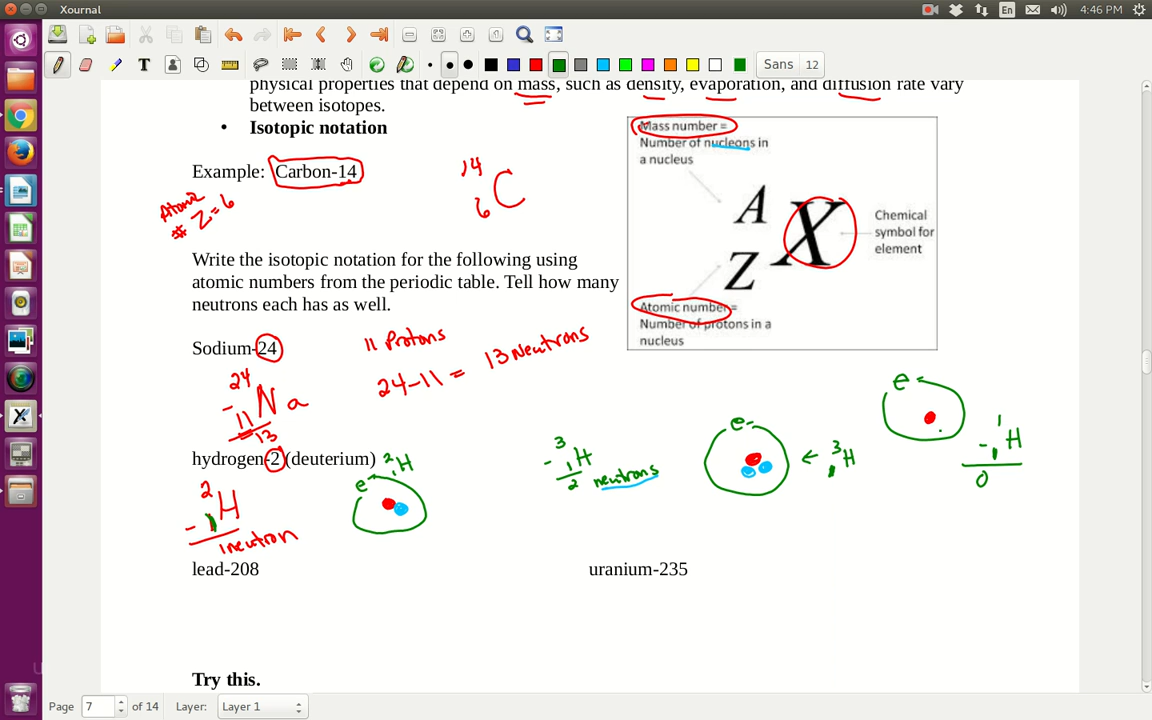 Xournal
En
4:46 PM
Sans 12
physical properties that depend on mass, such as density, evaporation, and diffusion rate vary
between isotopes.
• Isotopic notation
Example: Carbon-14
Atomic
# Z=6
14
6 C
Mass number =
Number of nucleons in
a nucleus
A
X
Z
Chemical
symbol for
element
Atomic number=
Number of protons in a
nucleus
Write the isotopic notation for the following using
atomic numbers from the periodic table. Tell how many
neutrons each has as well.
Sodium-24
11 Protons
24-11 = 13 Neutrons
24
-11 Na
13
hydrogen-2 (deuterium)
2
1 H
e-
2
-1 H
1 neutron
3
-1 H
2 neutrons
e-
← 3
1 H
e-
1
-1 H
0
lead-208
uranium-235
Try this.
Page 7 of 14 Layer: Layer 1